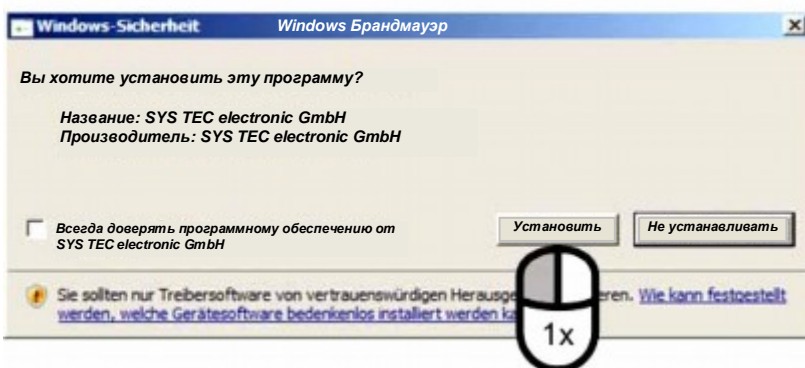 Windows-Sicherheit Windows Брандмауэр
Вы хотите установить эту программу?
Название: SYS TEC electronic GmbH
Производитель: SYS TEC electronic GmbH
Всегда доверять программному обеспечению от
SYS TEC electronic GmbH
Установить
Не устанавливать
Sie sollten nur Treibersoftware von vertrauenswürdigen eren. Wie kann festgestellt
werden, welche Gerätesoftware bedenkenlos installiert werden
1x